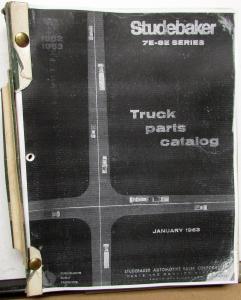 1962
1963
Studebaker
7E-8E SERIES
Truck
parts
catalog
JANUARY 1963
STUDEBAKER AUTOMOTIVE SALES CORPORATION